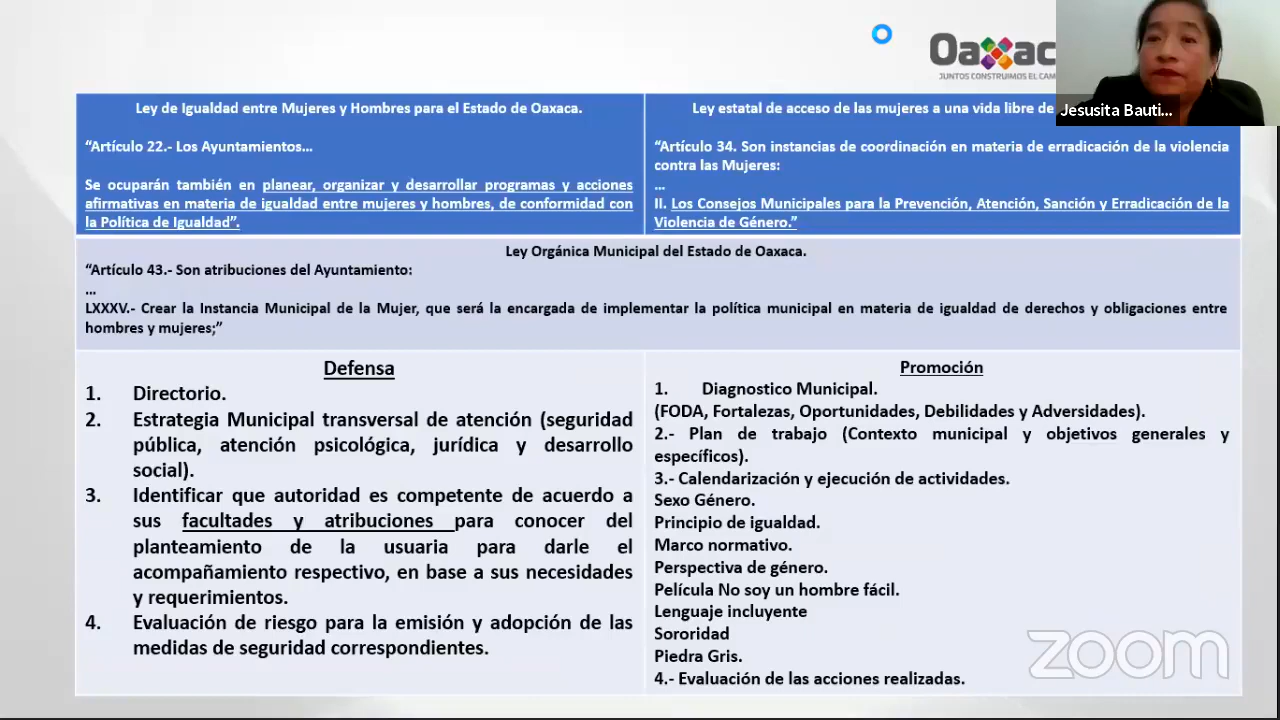 Oaxac
JUNTOS CONSTRUIMOS EL CAM
Jesusita Bauti...
Ley de Igualdad entre Mujeres y Hombres para el Estado de Oaxaca.
“Artículo 22.- Los Ayuntamientos…
Se ocuparán también en planear, organizar y desarrollar programas y acciones
afirmativas en materia de igualdad entre mujeres y hombres, de conformidad con
la Política de Igualdad”.
Ley estatal de acceso de las mujeres a una vida libre de
“Artículo 34. Son instancias de coordinación en materia de erradicación de la violencia
contra las Mujeres:
…
II. Los Consejos Municipales para la Prevención, Atención, Sanción y Erradicación de la
Violencia de Género.”
Ley Orgánica Municipal del Estado de Oaxaca.
“Artículo 43.- Son atribuciones del Ayuntamiento:
…
LXXXV.- Crear la Instancia Municipal de la Mujer, que será la encargada de implementar la política municipal en materia de igualdad de derechos y obligaciones entre
hombres y mujeres;”
Defensa
1. Directorio.
2. Estrategia Municipal transversal de atención (seguridad
pública, atención psicológica, jurídica y desarrollo
social).
3. Identificar que autoridad es competente de acuerdo a
sus facultades y atribuciones para conocer del
planteamiento de la usuaria para darle el
acompañamiento respectivo, en base a sus necesidades
y requerimientos.
4. Evaluación de riesgo para la emisión y adopción de las
medidas de seguridad correspondientes.
Promoción
1. Diagnostico Municipal.
(FODA, Fortalezas, Oportunidades, Debilidades y Adversidades).
2.- Plan de trabajo (Contexto municipal y objetivos generales y
específicos).
3.- Calendarización y ejecución de actividades.
Sexo Género.
Principio de igualdad.
Marco normativo.
Perspectiva de género.
Película No soy un hombre fácil.
Lenguaje incluyente
Sororidad
Piedra Gris.
4.- Evaluación de las acciones realizadas.
zoom